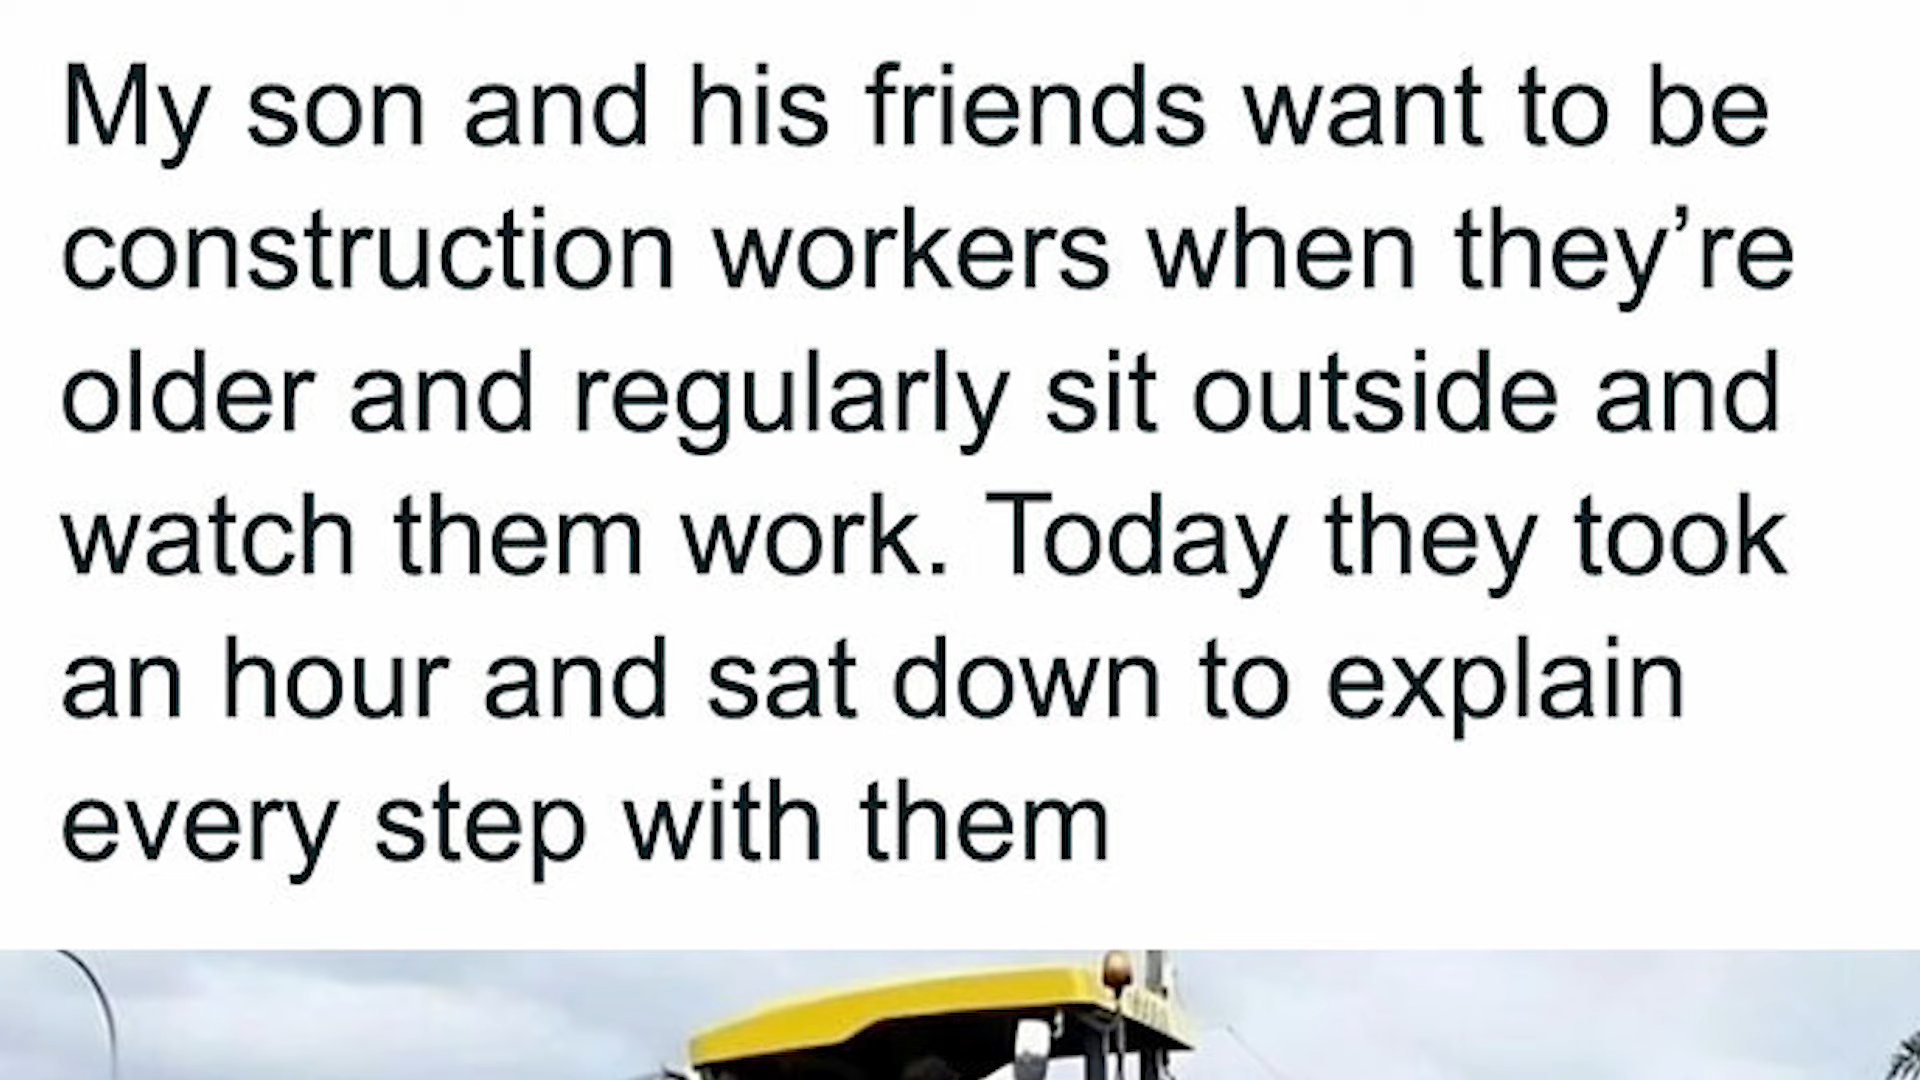 My son and his friends want to be
construction workers when they’re
older and regularly sit outside and
watch them work. Today they took
an hour and sat down to explain
every step with them